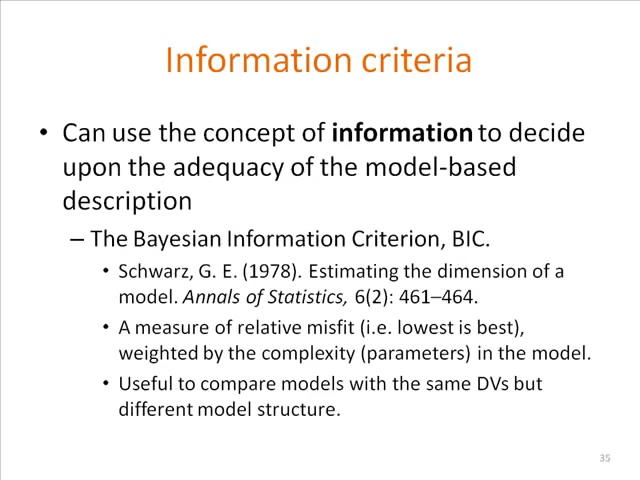 Information criteria
• Can use the concept of information to decide
upon the adequacy of the model-based
description
– The Bayesian Information Criterion, BIC.
• Schwarz, G. E. (1978). Estimating the dimension of a
model. Annals of Statistics, 6(2): 461–464.
• A measure of relative misfit (i.e. lowest is best),
weighted by the complexity (parameters) in the model.
• Useful to compare models with the same DVs but
different model structure.
35